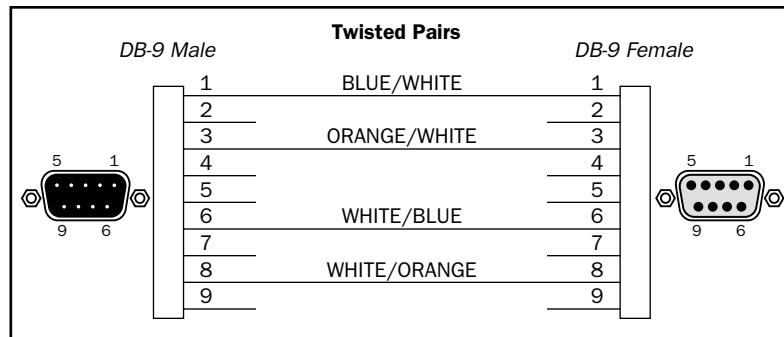 Twisted Pairs
DB-9 Male DB-9 Female
1 BLUE/WHITE 1
2 2
3 ORANGE/WHITE 3
4 4
5 5
6 WHITE/BLUE 6
7 7
8 WHITE/ORANGE 8
9 9
5 1
9 6
5 1
9 6